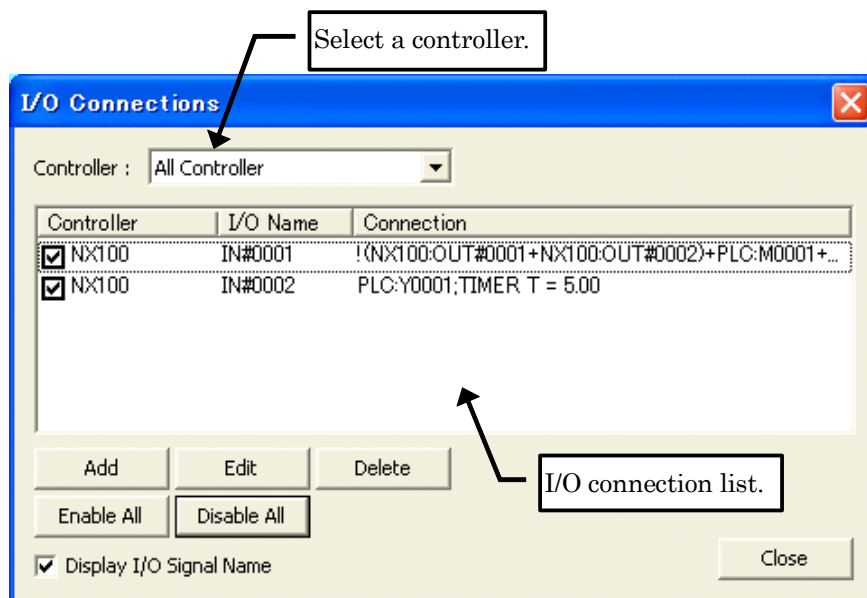 Select a controller.
I/O Connections
Controller : All Controller
Controller I/O Name Connection
NX100 IN#0001 !(NX100:OUT#0001+NX100:OUT#0002)+PLC:M0001+...
NX100 IN#0002 PLC:Y0001;TIMER T = 5.00
Add Edit Delete
I/O connection list.
Enable All Disable All
Display I/O Signal Name
Close